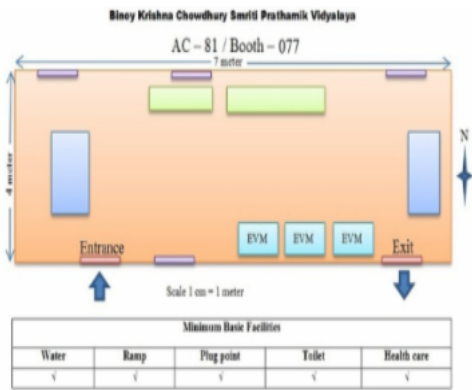 Binoy Krishna Chowdhury Smriti Prathamik Vidyalaya
AC – 81 / Booth – 077
7 meter
4 meter
N
EVM EVM EVM
Entrance
Exit
Scale 1 cm = 1 meter
Minimum Basic Facilities
Water Ramp Plug point Toilet Health care
√ √ √ √ √